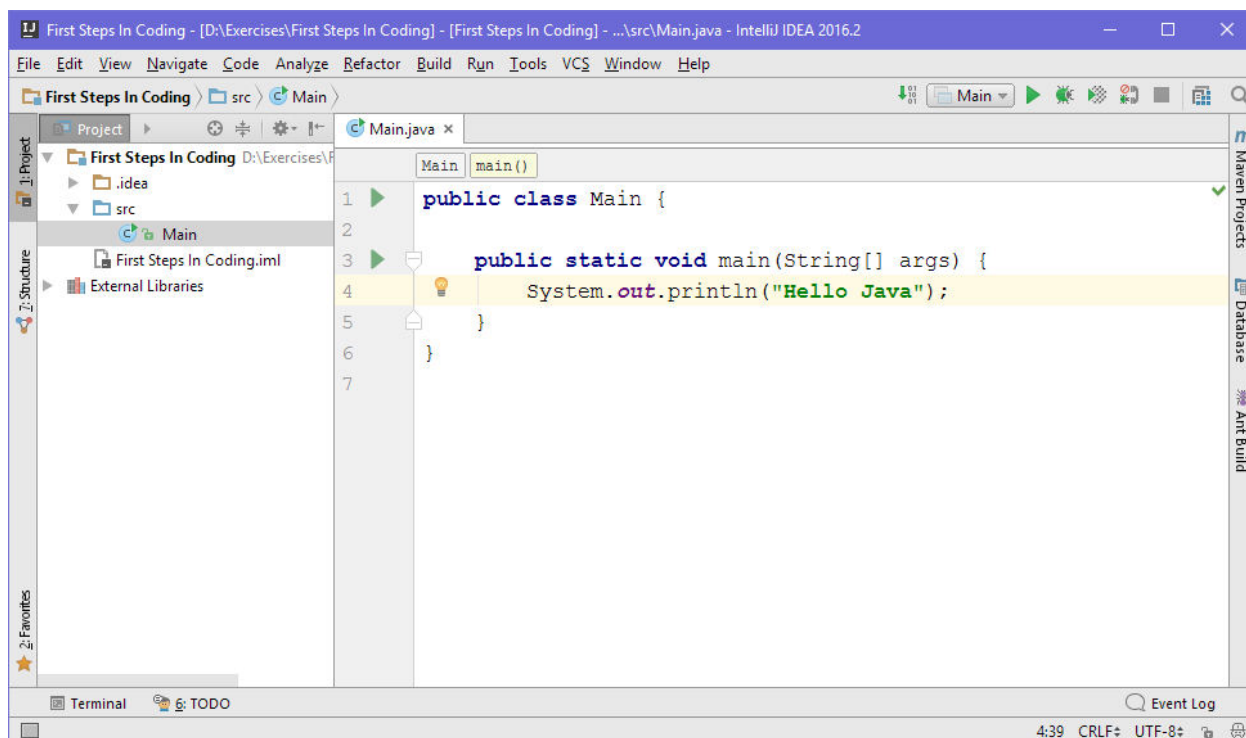 First Steps In Coding - [D:\Exercises\First Steps In Coding] - [First Steps In Coding] - ...\src\Main.java - IntelliJ IDEA 2016.2
File Edit View Navigate Code Analyze Refactor Build Run Tools VCS Window Help
First Steps In Coding src Main
Main
Project
Main.java
1: Project
First Steps In Coding D:\Exercises\F
.idea
src
Main
First Steps In Coding.iml
External Libraries
7: Structure
2: Favorites
Main main()
1 public class Main {
2
3 public static void main(String[] args) {
4 System.out.println("Hello Java");
5 }
6 }
7
Maven Projects
Database
Ant Build
Terminal 6: TODO Event Log
4:39 CRLF UTF-8